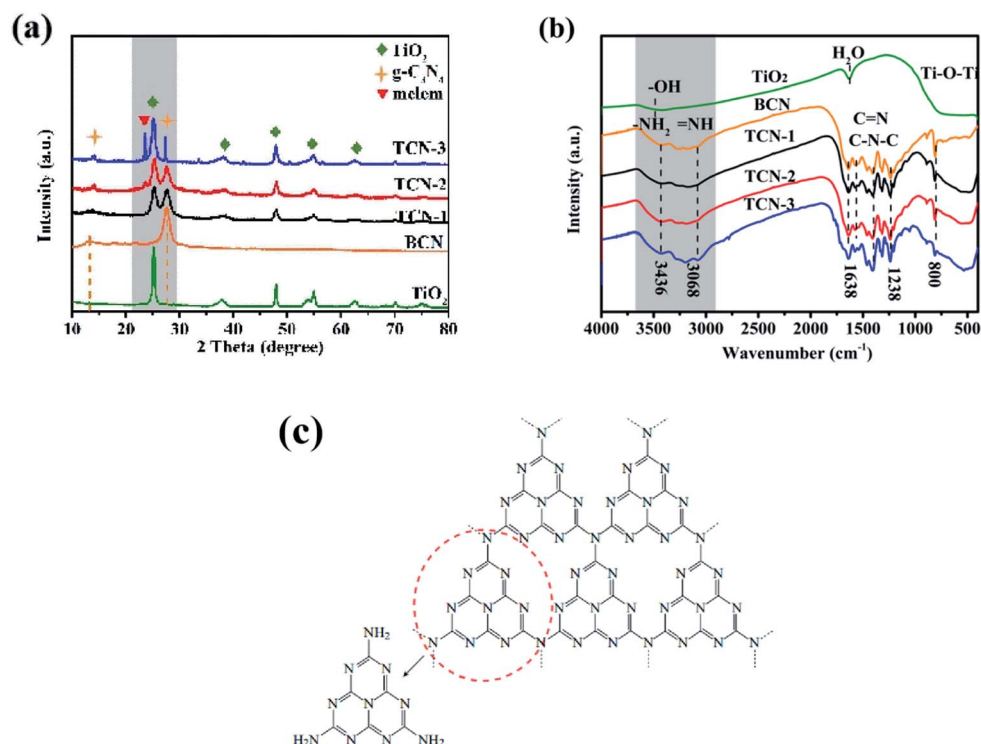 (a)
TiO2
g-C3N4
melem
TCN-3
TCN-2
TCN-1
BCN
TiO2
Intensity (a.u.)
10 20 30 40 50 60 70 80
2 Theta (degree)
(b)
H2O
TiO2
Ti-O-Ti
-OH
BCN
-NH2 =NH
C=N
TCN-1
C-N-C
TCN-2
TCN-3
3436 3068 1638 1238 800
Intensity (a.u.)
4000 3500 3000 2500 2000 1500 1000 500
Wavenumber (cm-1)
(c)
N N
N N N N
N N
N N N N
N N N N
N N N N N
N N N N N N
N N N
N N N N N N
N N N N
N N N N N N
NH2
N N
N
N N
H2N N N NH2